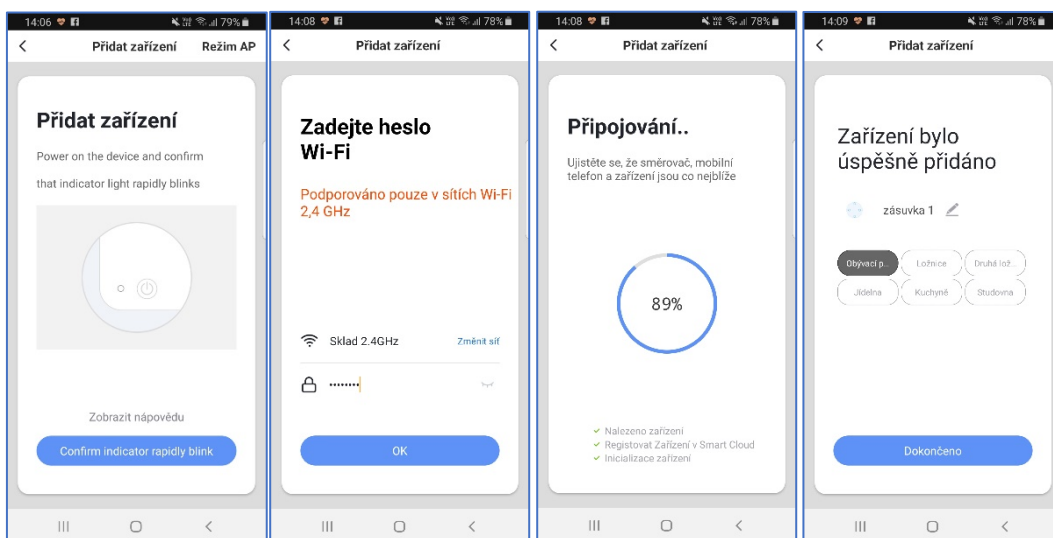 14:06
79%
Přidat zařízení
Režim AP
Přidat zařízení
Power on the device and confirm
that indicator light rapidly blinks
Zobrazit nápovědu
Confirm indicator rapidly blink
14:08
78%
Přidat zařízení
Zadejte heslo
Wi-Fi
Podporováno pouze v sítích Wi-Fi
2,4 GHz
Sklad 2.4GHz
Změnit síť
OK
14:08
78%
Přidat zařízení
Připojování..
Ujistěte se, že směrovač, mobilní
telefon a zařízení jsou co nejblíže
89%
Nalezeno zařízení
Registovat Zařízení v Smart Cloud
Inicializace zařízení
14:09
78%
Přidat zařízení
Zařízení bylo
úspěšně přidáno
zásuvka 1
Obývací p...
Ložnice
Druhá lož...
Jídelna
Kuchyně
Studovna
Dokončeno